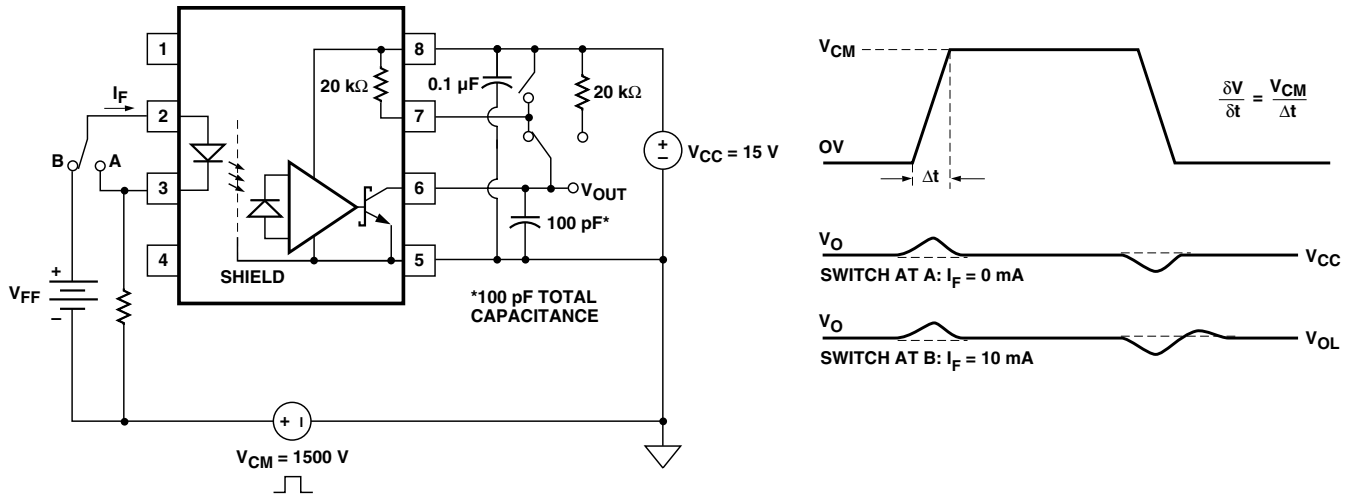 1
8
20 kΩ
0.1 µF
20 kΩ
I_F
2
7
B
A
V_CC = 15 V
3
6
V_OUT
100 pF*
4
5
SHIELD
V_FF
*100 pF TOTAL
CAPACITANCE
V_CM = 1500 V
V_CM
δV/δt = V_CM/Δt
OV
Δt
V_O
V_CC
SWITCH AT A: I_F = 0 mA
V_O
V_OL
SWITCH AT B: I_F = 10 mA